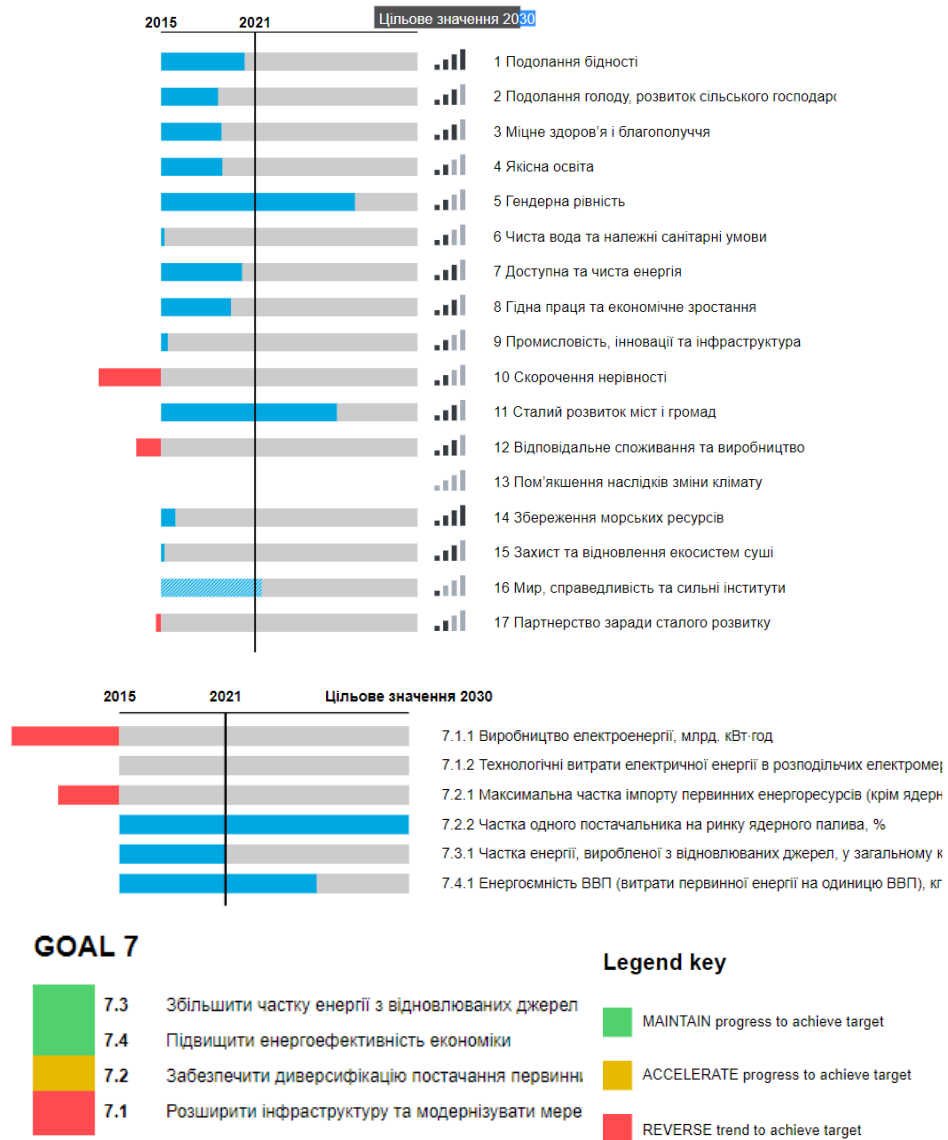 2015 2021 Цільове значення 2030
1 Подолання бідності
2 Подолання голоду, розвиток сільського
3 Міцне здоров’я і благополуччя
4 Якісна освіта
5 Гендерна рівність
6 Чиста вода та належні санітарні умови
7 Доступна та чиста енергія
8 Гідна праця та економічне зростання
9 Промисловість, інновації та інфраструктура
10 Скорочення нерівності
11 Сталий розвиток міст і громад
12 Відповідальне споживання та виробництво
13 Пом’якшення наслідків зміни клімату
14 Збереження морських ресурсів
15 Захист та відновлення екосистем суші
16 Мир, справедливість та сильні інститути
17 Партнерство заради сталого розвитку
2015 2021 Цільове значення 2030
7.1.1 Виробництво електроенергії, млрд. кВт·год
7.1.2 Технологічні витрати електричної енергії в розподільчих
7.2.1 Максимальна частка імпорту первинних енергоресурсів (крім
7.2.2 Частка одного постачальника на ринку ядерного палива, %
7.3.1 Частка енергії, виробленої з відновлюваних джерел, у загальному
7.4.1 Енергоємність ВВП (витрати первинної енергії на одиницю ВВП),
GOAL 7
7.3 Збільшити частку енергії з відновлюваних джерел
7.4 Підвищити енергоефективність економіки
7.2 Забезпечити диверсифікацію постачання
7.1 Розширити інфраструктуру та модернізувати
Legend key
MAINTAIN progress to achieve target
ACCELERATE progress to achieve target
REVERSE trend to achieve target